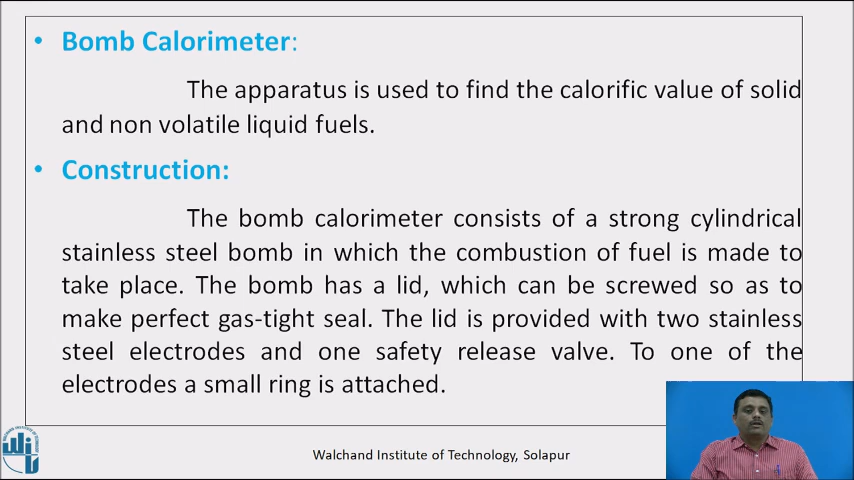 • Bomb Calorimeter:
The apparatus is used to find the calorific value of solid
and non volatile liquid fuels.
• Construction:
The bomb calorimeter consists of a strong cylindrical
stainless steel bomb in which the combustion of fuel is made to
take place. The bomb has a lid, which can be screwed so as to
make perfect gas-tight seal. The lid is provided with two stainless
steel electrodes and one safety release valve. To one of the
electrodes a small ring is attached.
Walchand Institute of Technology, Solapur